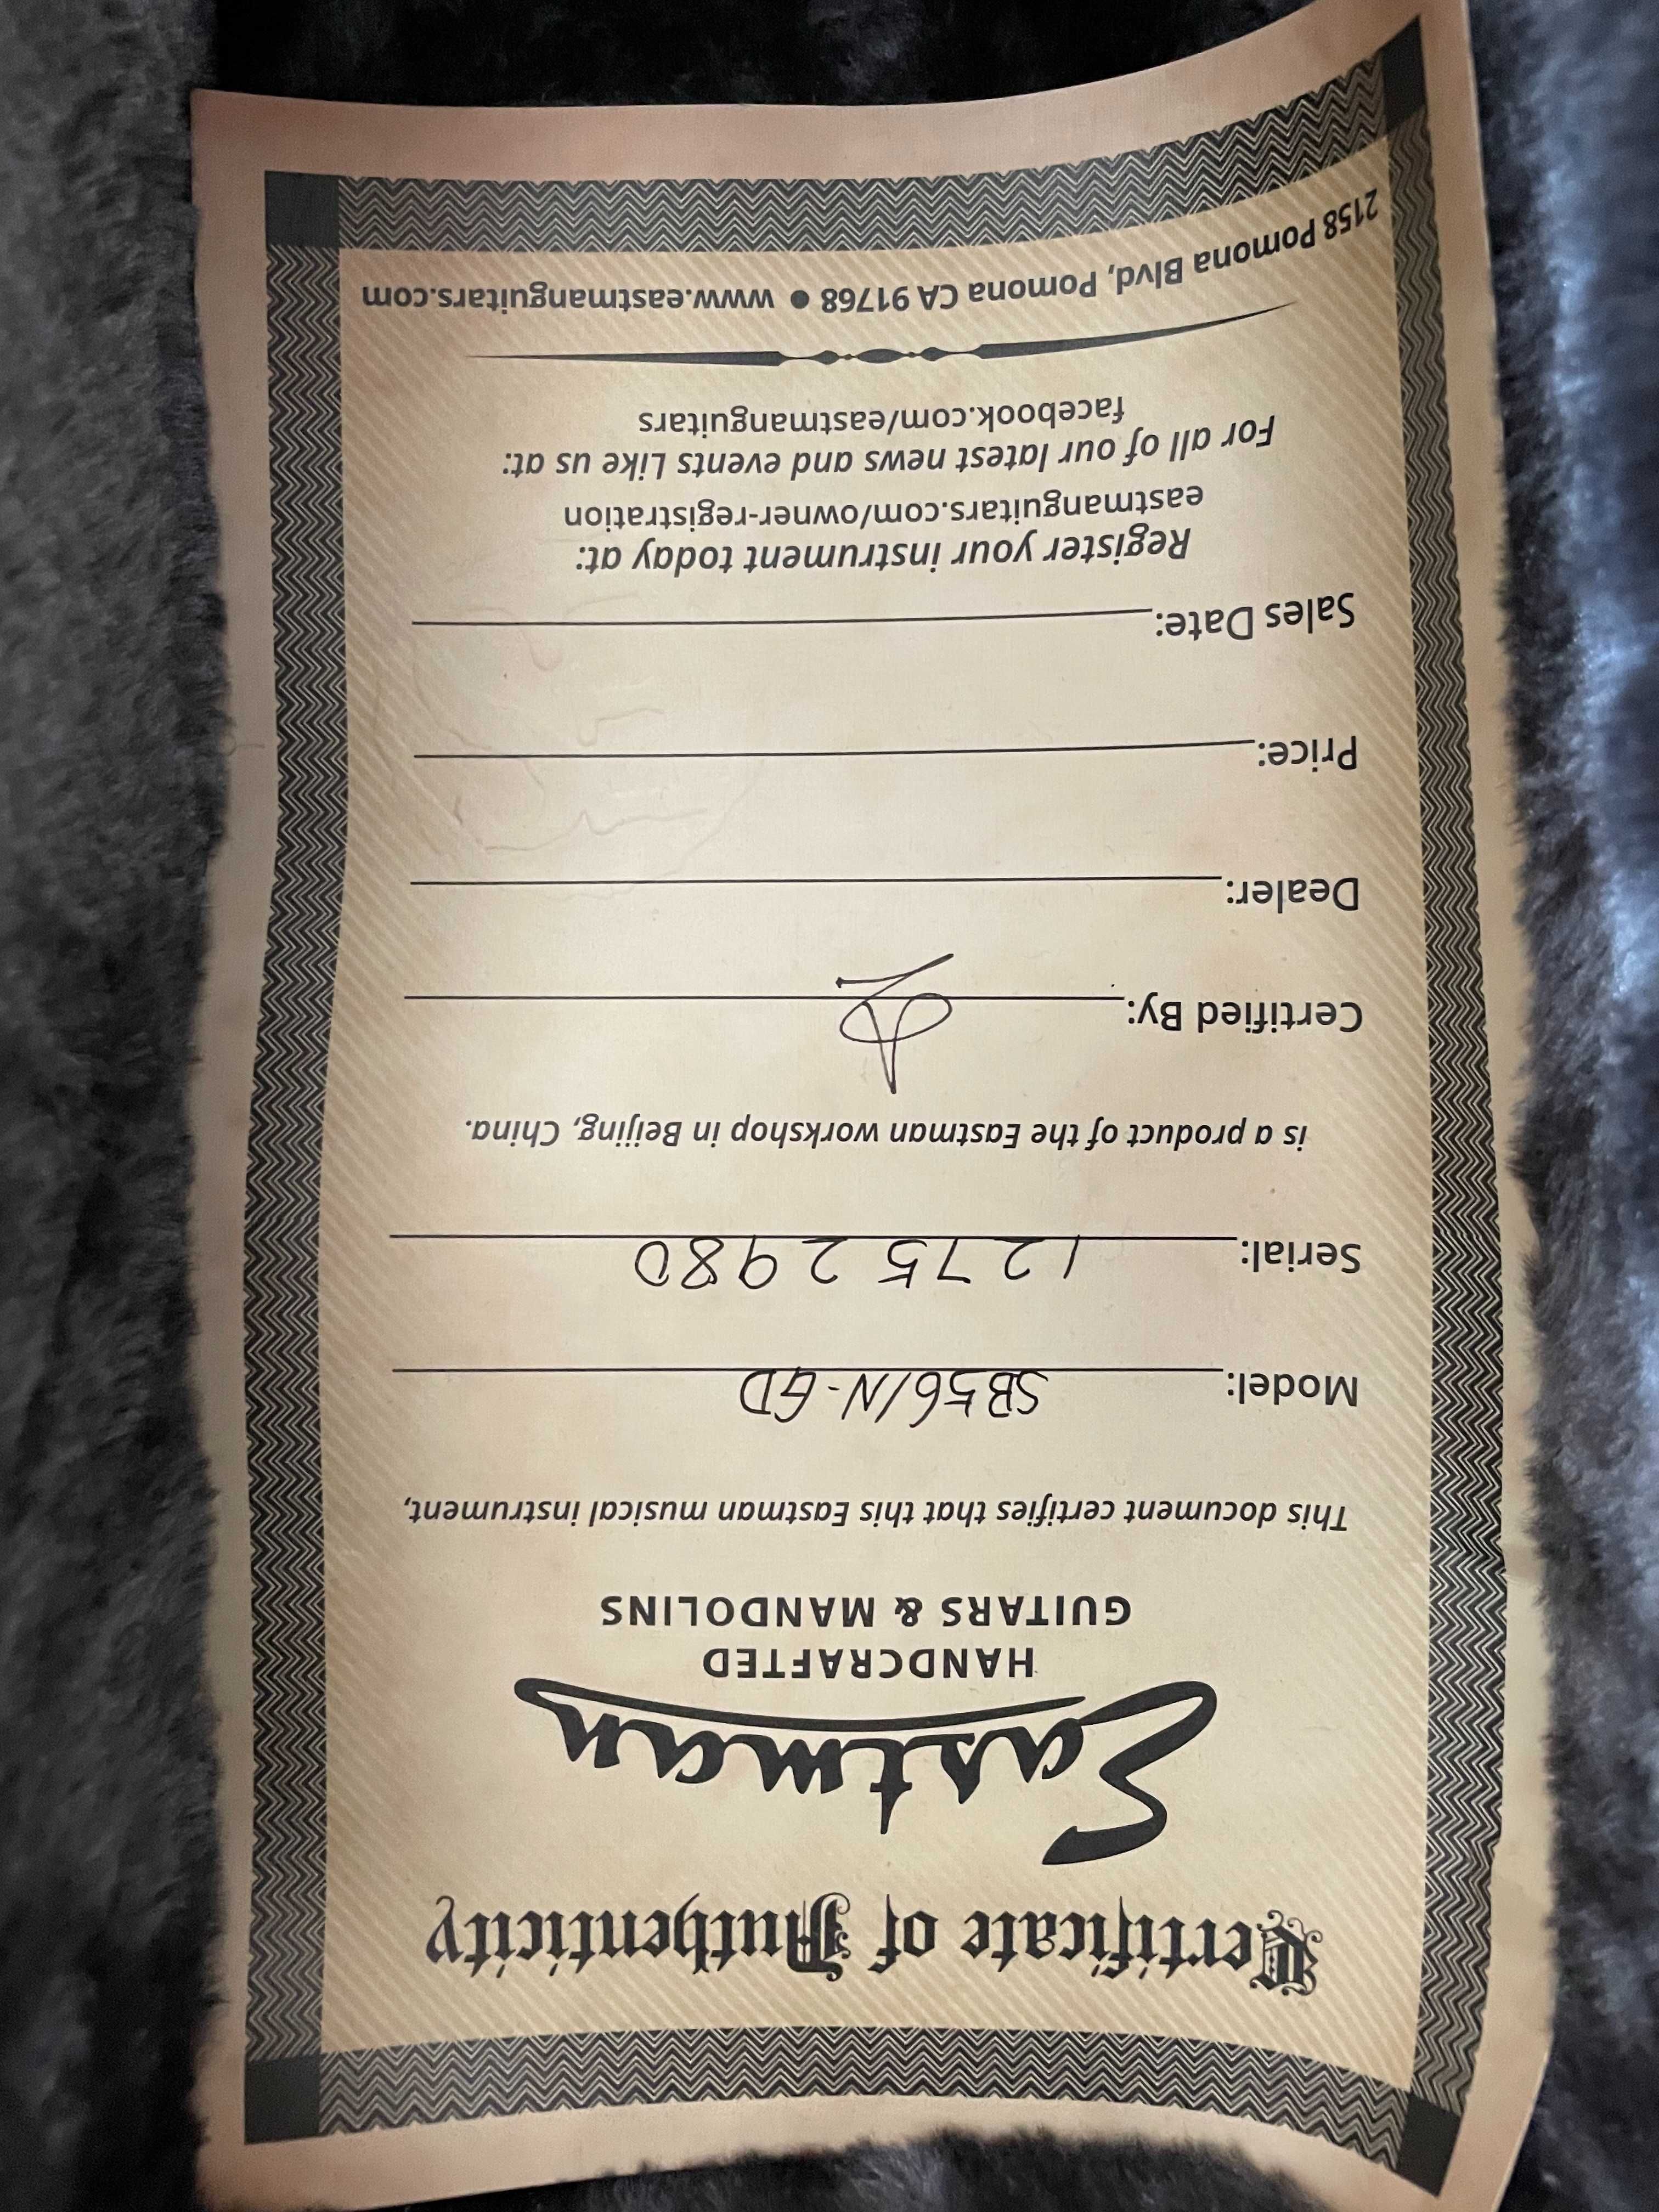 Certificate of Authenticity
Eastman
HANDCRAFTED
GUITARS & MANDOLINS
This document certifies that this Eastman musical instrument,
Model: SB56/N-GD
Serial: 12752980
is a product of the Eastman workshop in Beijing, China.
Certified By:
Dealer:
Price:
Sales Date:
Register your instrument today at:
eastmanguitars.com/owner-registration
For all of our latest news and events Like us at:
facebook.com/eastmanguitars
2158 Pomona Blvd, Pomona CA 91768 • www.eastmanguitars.com